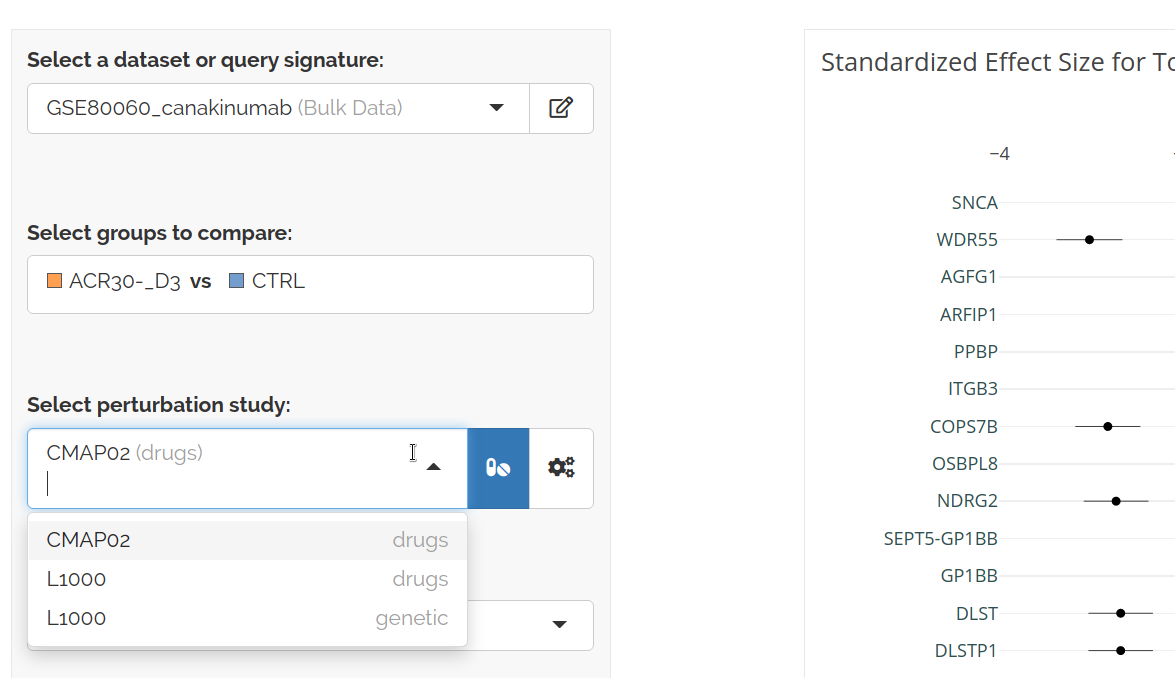 Select a dataset or query signature:
GSE80060_canakinumab (Bulk Data)
Select groups to compare:
ACR30-_D3 vs CTRL
Select perturbation study:
CMAP02 (drugs)
CMAP02 drugs
L1000 drugs
L1000 genetic
Standardized Effect Size for
−4
SNCA
WDR55
AGFG1
ARFIP1
PPBP
ITGB3
COPS7B
OSBPL8
NDRG2
SEPT5-GP1BB
GP1BB
DLST
DLSTP1